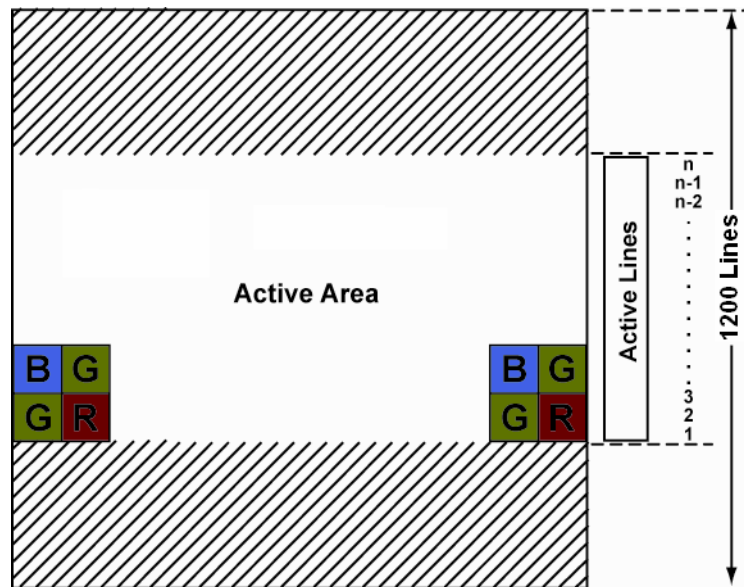 n
n-1
n-2
.
.
.
.
.
.
.
.
.
.
.
3
2
1
Active Lines
1200 Lines
Active Area
B G
G R
B G
G R